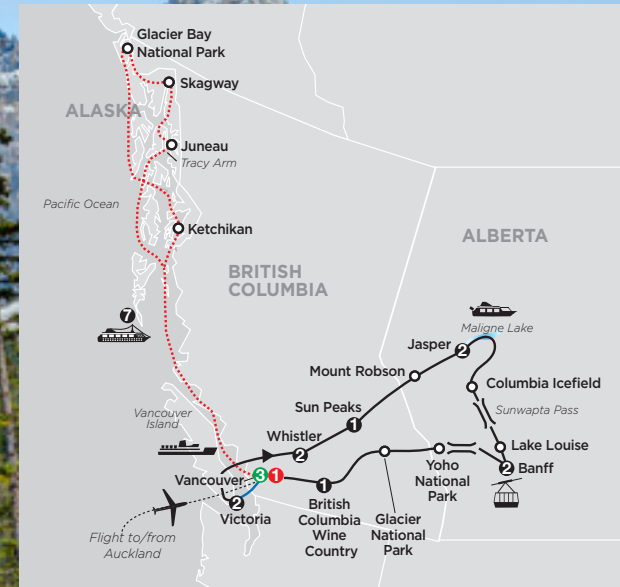 Glacier Bay
National Park
Skagway
ALASKA
Juneau
Tracy Arm
Pacific Ocean
Ketchikan
ALBERTA
BRITISH
COLUMBIA
7
Maligne Lake
Jasper
2
Mount Robson
Columbia Icefield
Sun Peaks
1
Sunwapta Pass
Vancouver
Island
Whistler
2
Lake Louise
Vancouver
3
1
Yoho
National
Park
2
Banff
2
Victoria
1
British
Columbia
Wine
Country
Glacier
National
Park
Flight to/from
Auckland